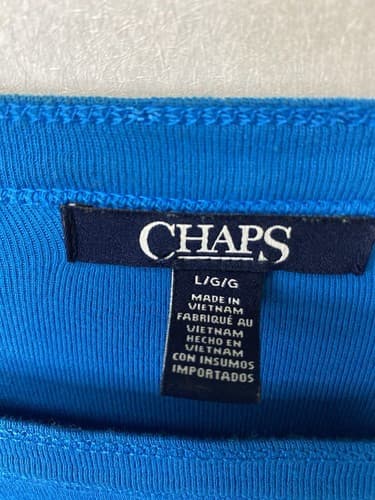 CHAPS
L/G/G
MADE IN
VIETNAM
FABRIQUÉ AU
VIETNAM
HECHO EN
VIETNAM
CON INSUMOS
IMPORTADOS